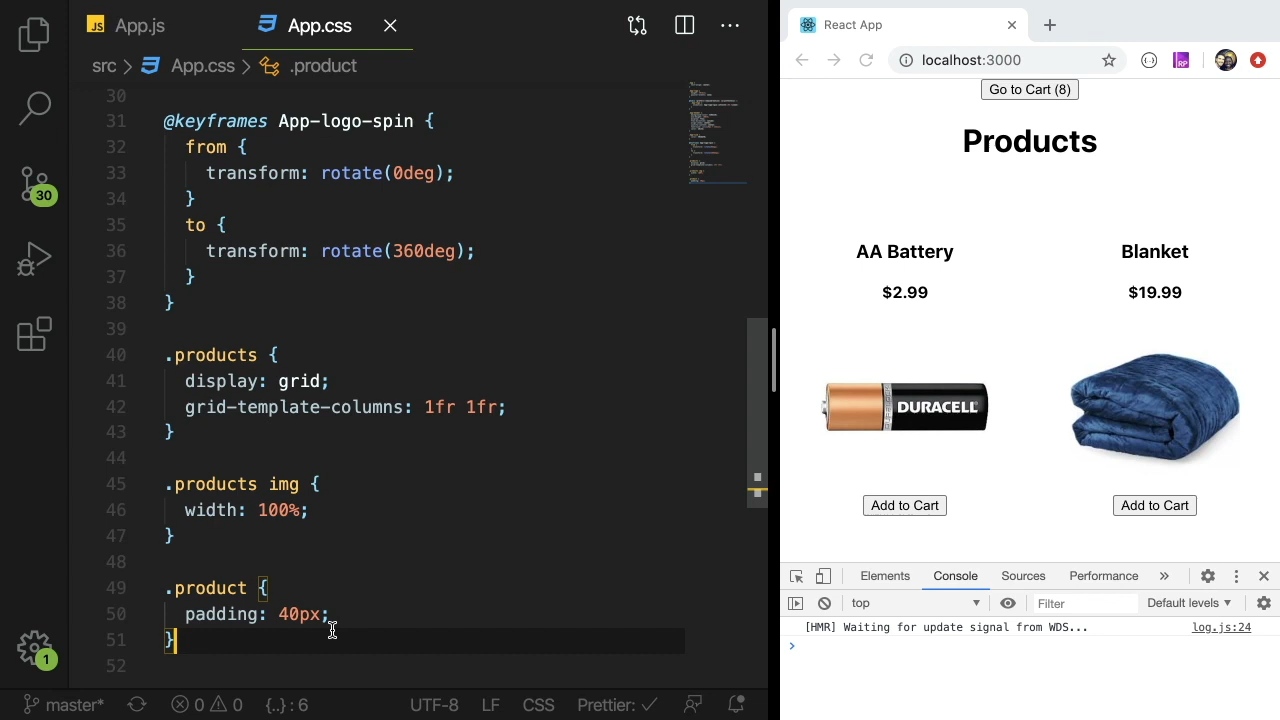 JS App.js
App.css
src > App.css > .product
30
31 @keyframes App-logo-spin {
32 from {
33 transform: rotate(0deg);
34 }
35 to {
36 transform: rotate(360deg);
37 }
38 }
39
40 .products {
41 display: grid;
42 grid-template-columns: 1fr 1fr;
43 }
44
45 .products img {
46 width: 100%;
47 }
48
49 .product {
50 padding: 40px;
51 }
52
30
1
master* 0 0 {..}: 6 UTF-8 LF CSS Prettier: ✓
React App
localhost:3000
RP
Go to Cart (8)
Products
AA Battery
$2.99
DURACELL
Add to Cart
Blanket
$19.99
Add to Cart
Elements Console Sources Performance »
top Filter Default levels ▼
[HMR] Waiting for update signal from WDS... log.js:24
>